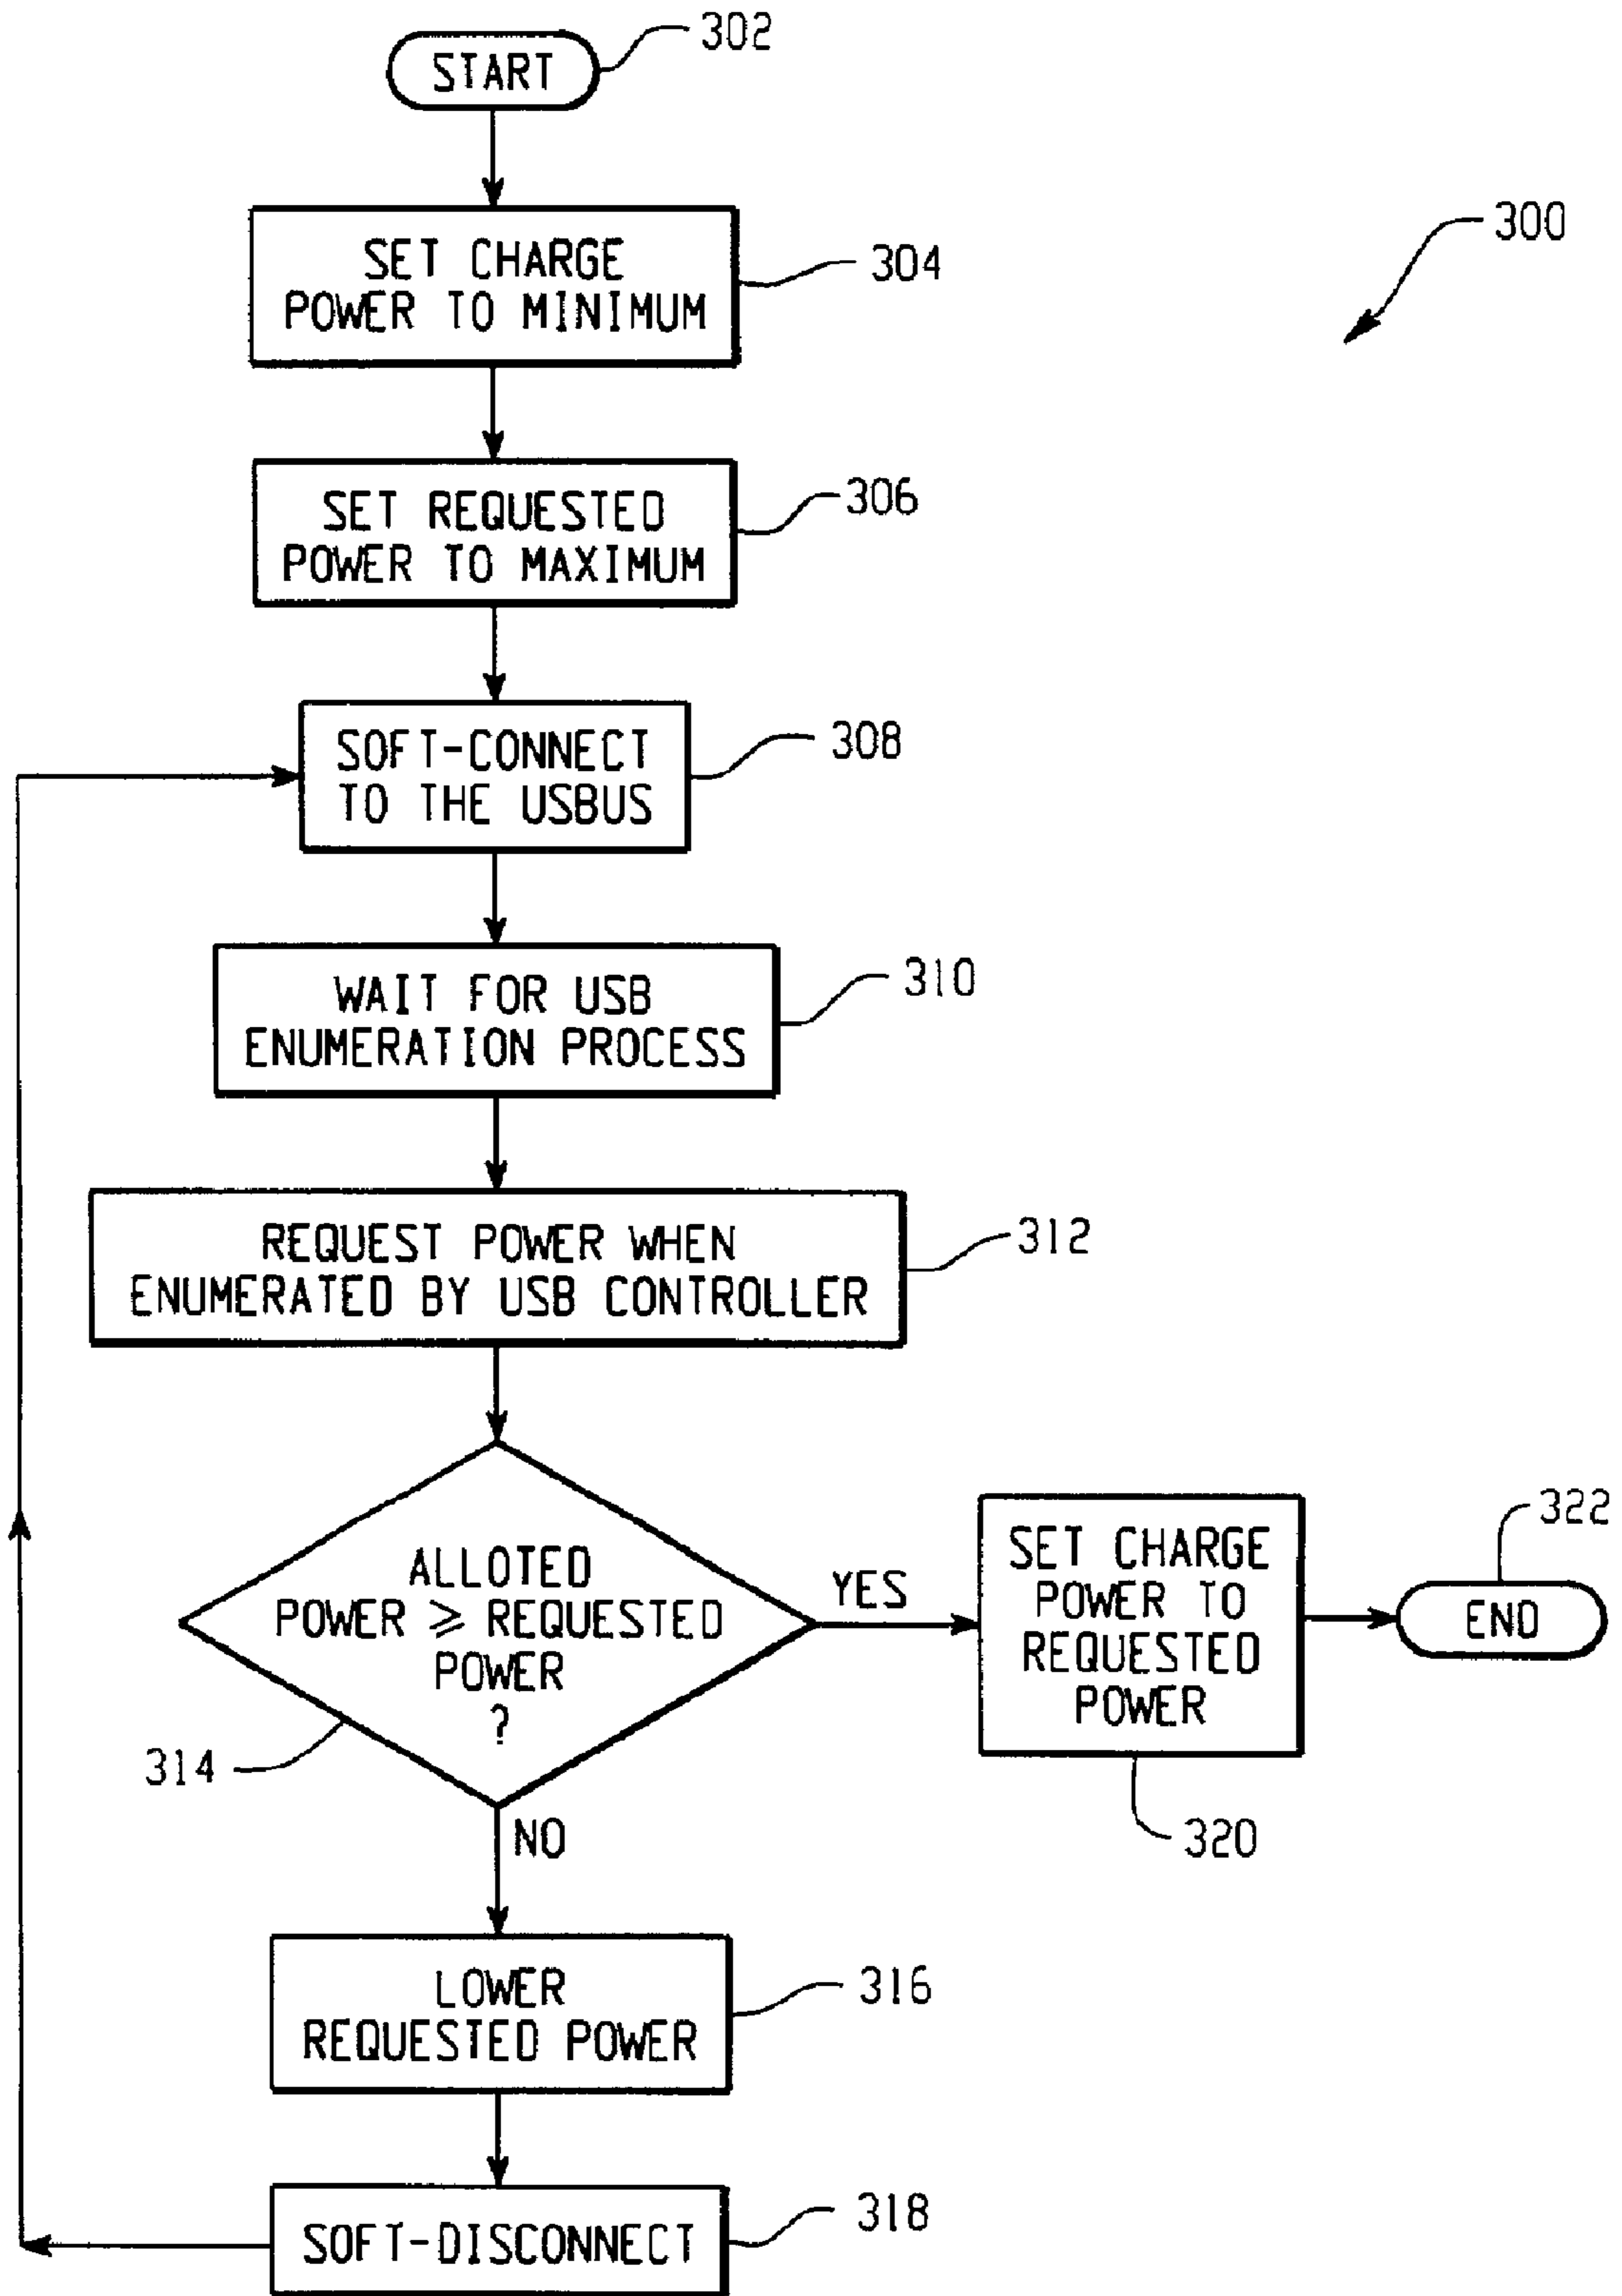 302
START
300
SET CHARGE
POWER TO MINIMUM
304
SET REQUESTED
POWER TO MAXIMUM
306
SOFT-CONNECT
TO THE USBUS
308
WAIT FOR USB
ENUMERATION PROCESS
310
REQUEST POWER WHEN
ENUMERATED BY USB CONTROLLER
312
ALLOTED
POWER ⩾ REQUESTED
POWER
?
314
YES
SET CHARGE
POWER TO
REQUESTED
POWER
320
322
END
NO
LOWER
REQUESTED POWER
316
SOFT-DISCONNECT
318